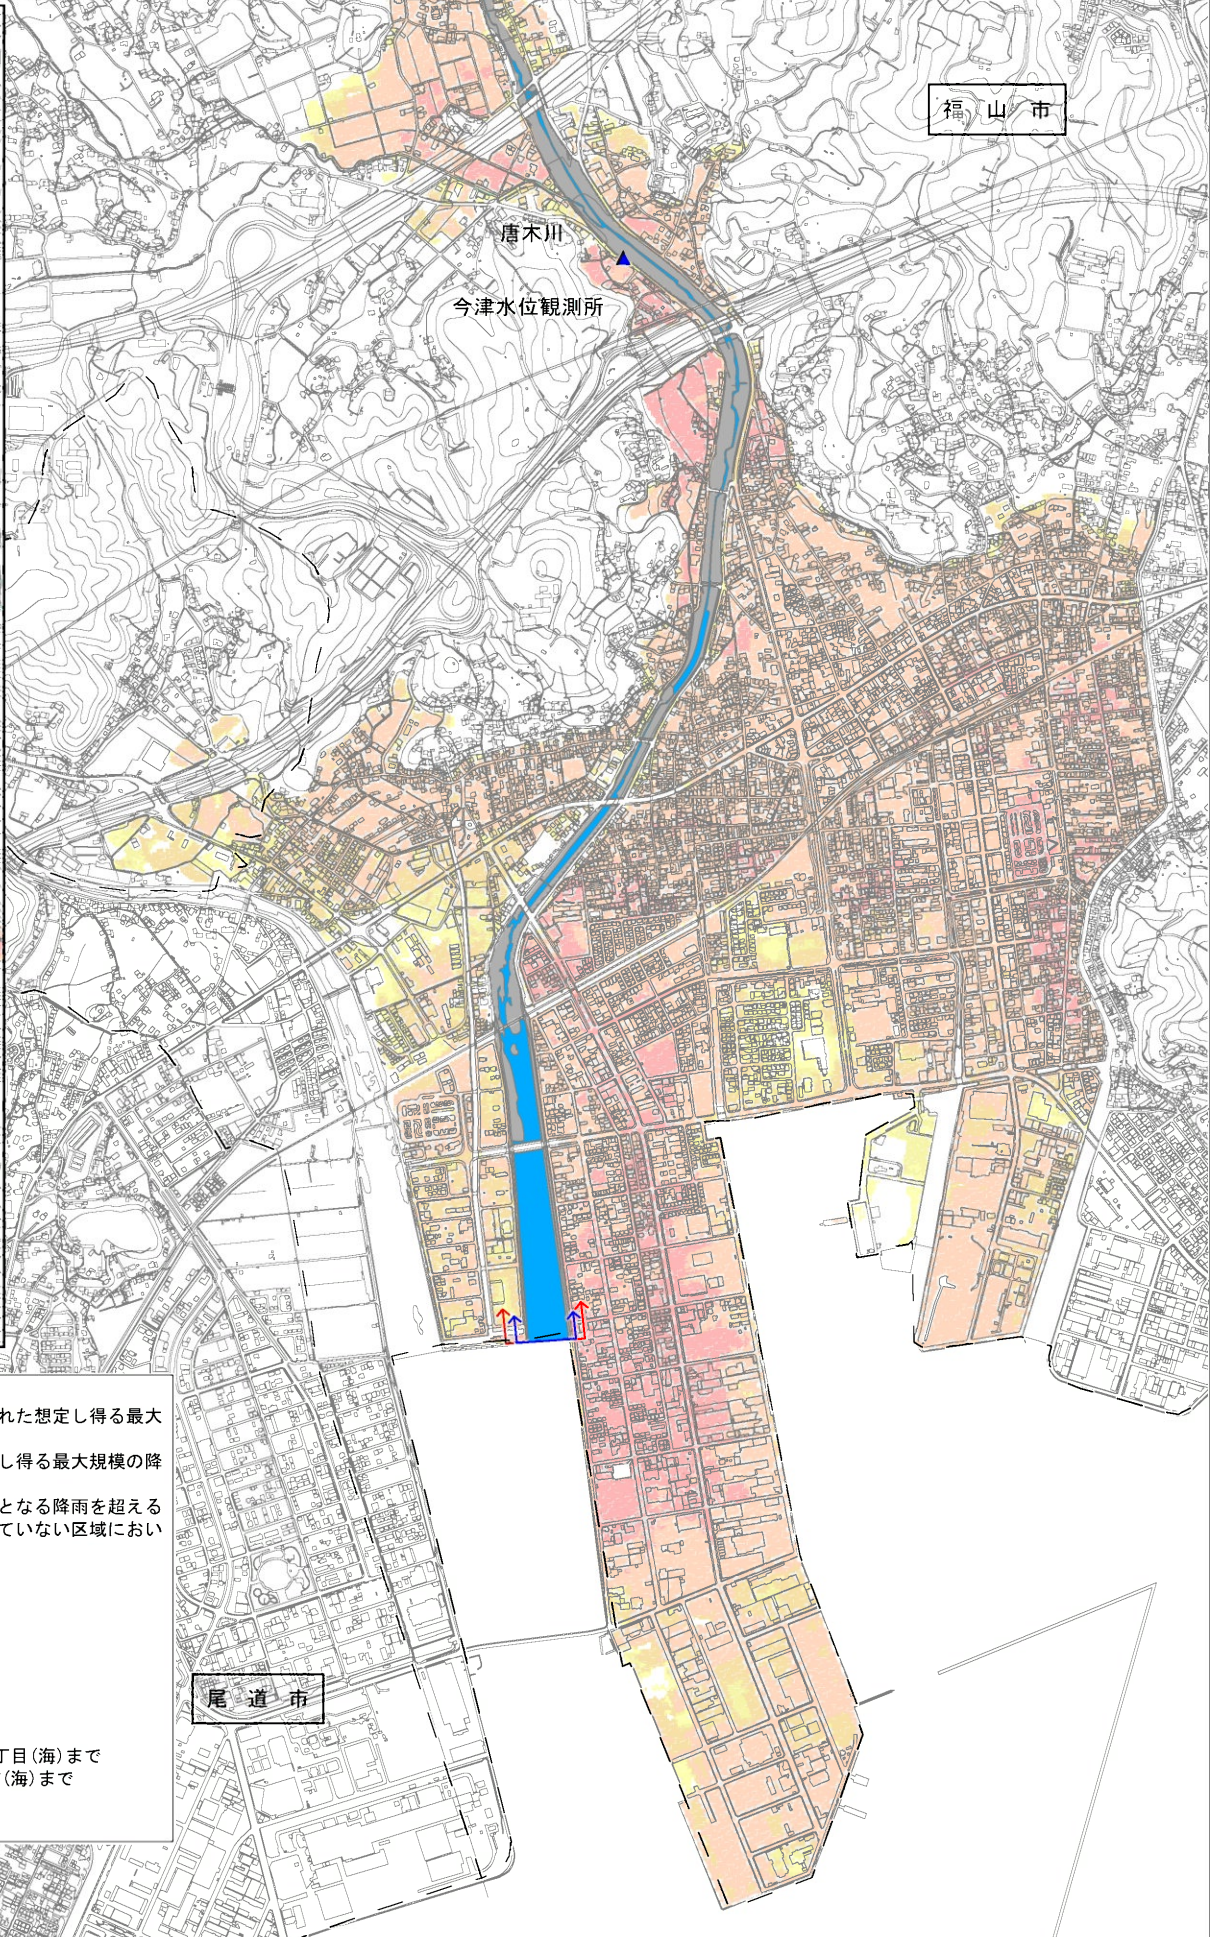 福山市
唐木川
今津水位観測所
れた想定し得る最大
し得る最大規模の降
となる降雨を超える
ていない区域におい
尾道市
丁目(海)まで
(海)まで